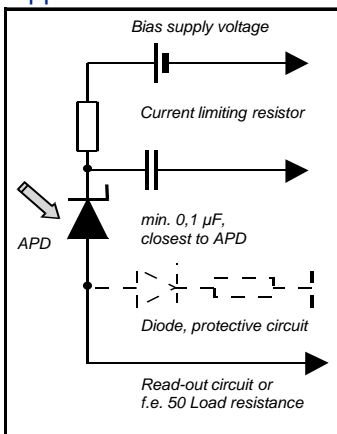 Bias supply voltage
Current limiting resistor
min. 0,1 µF,
closest to APD
APD
Diode, protective circuit
Read-out circuit or
f.e. 50 Load resistance